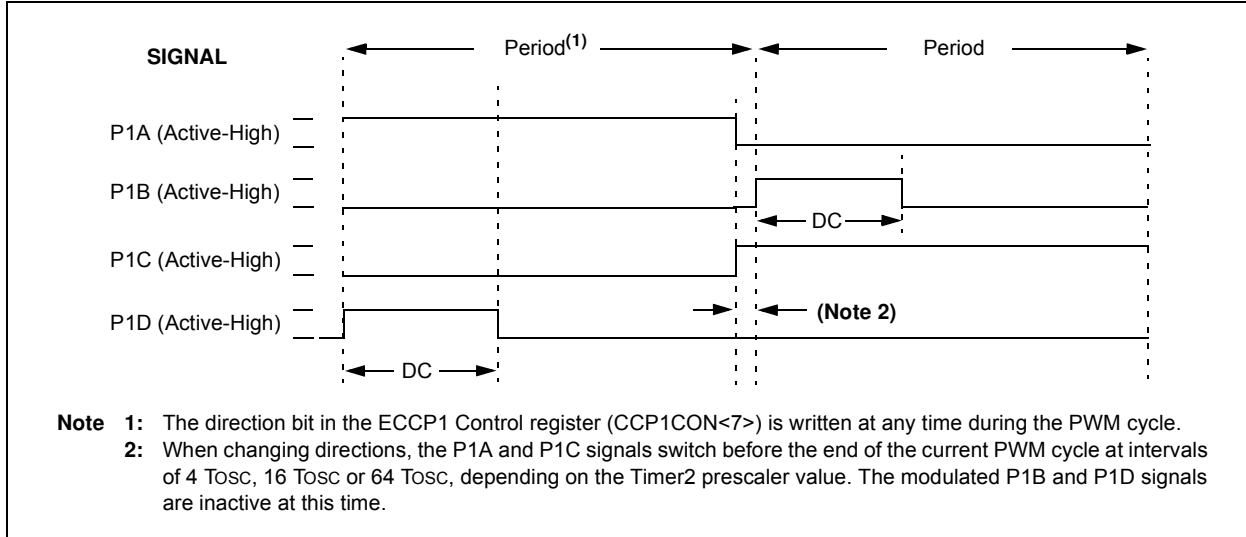 SIGNAL
Period(1)
Period
P1A (Active-High)
P1B (Active-High)
DC
P1C (Active-High)
P1D (Active-High)
(Note 2)
DC
Note 1: The direction bit in the ECCP1 Control register (CCP1CON<7>) is written at any time during the PWM cycle.
2: When changing directions, the P1A and P1C signals switch before the end of the current PWM cycle at intervals
of 4 TOSC, 16 TOSC or 64 TOSC, depending on the Timer2 prescaler value. The modulated P1B and P1D signals
are inactive at this time.